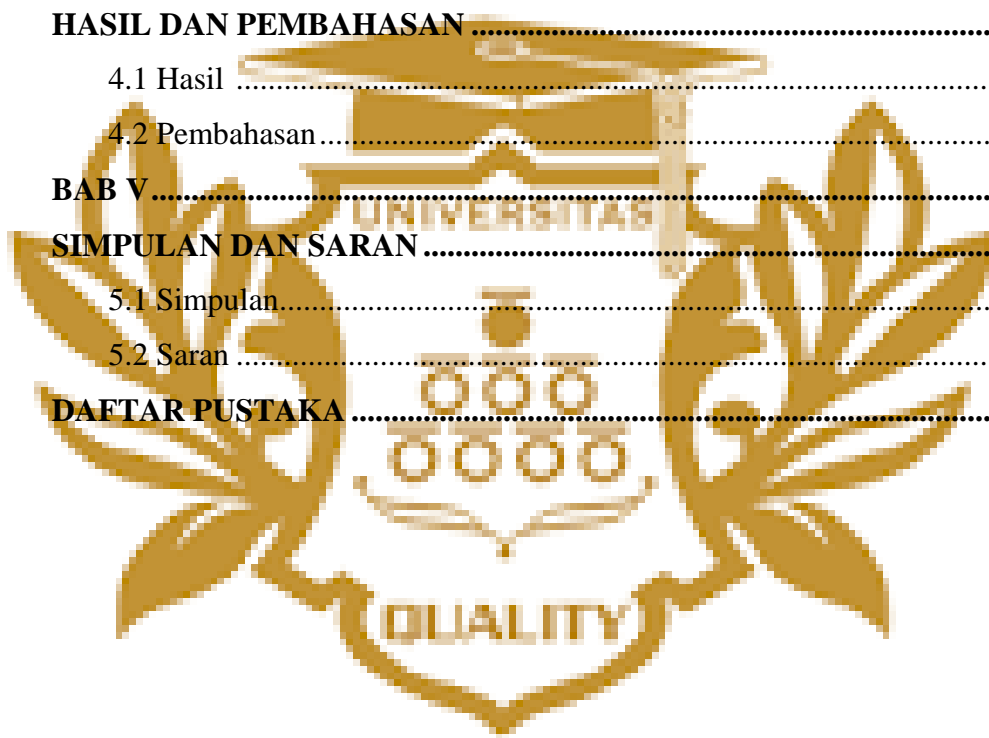 HASIL DAN PEMBAHASAN ........................................................................
4.1 Hasil ........................................................................
4.2 Pembahasan........................................................................
BAB V........................................................................
UNIVERSITAS
SIMPULAN DAN SARAN ........................................................................
5.1 Simpulan........................................................................
5.2 Saran ........................................................................
DAFTAR PUSTAKA ........................................................................
QUALITY